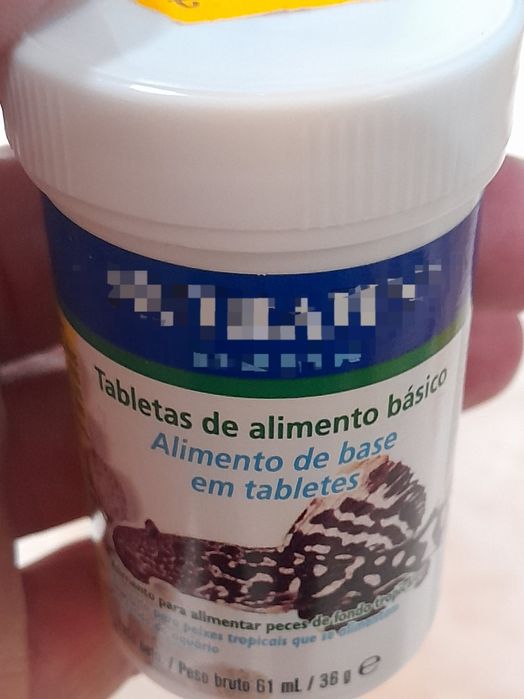 Tabletas de alimento básico
Alimento de base
em tabletes
para alimentar peces de fondo
peixes tropicais que se alimentam
aquário
/ Peso bruto 61 mL / 36 g e